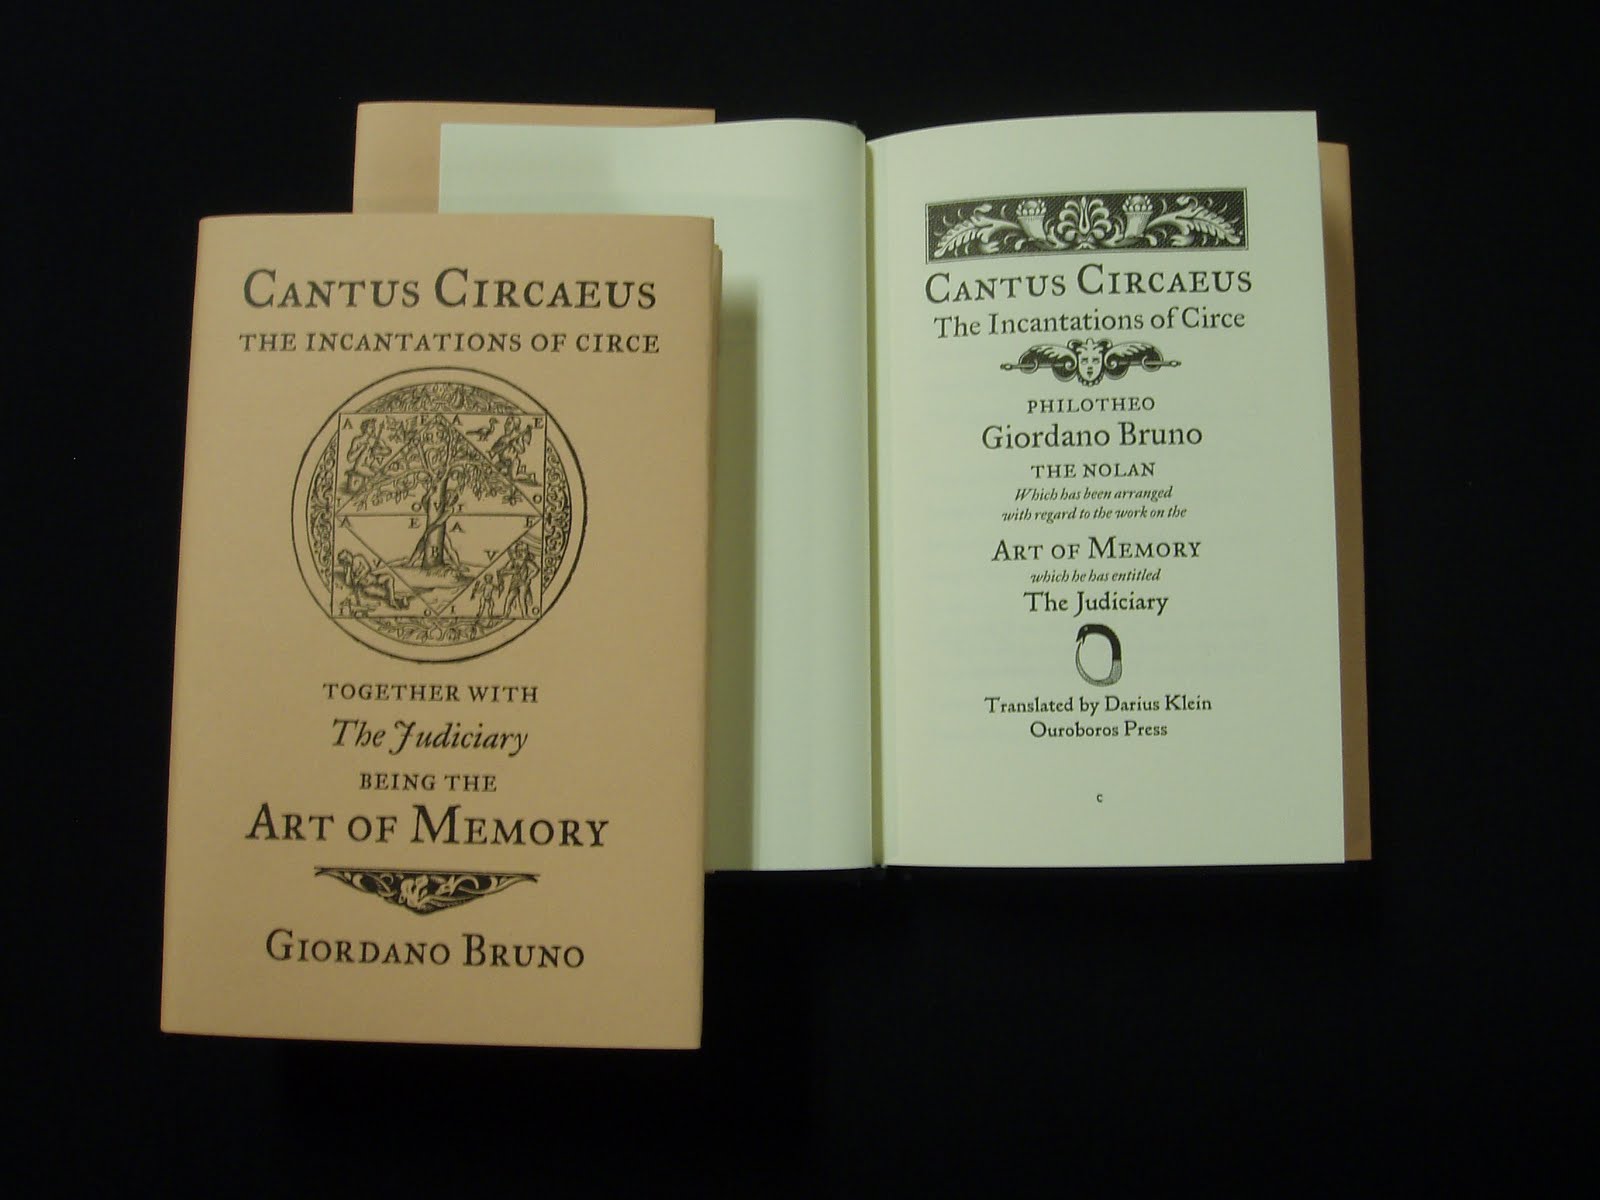 CANTUS CIRCAEUS
THE INCANTATIONS OF CIRCE
A E A E
I O V I O
A E A E
B V
I O I O
TOGETHER WITH
The Judiciary
BEING THE
ART OF MEMORY
GIORDANO BRUNO
CANTUS CIRCAEUS
The Incantations of Circe
PHILOTHEO
Giordano Bruno
THE NOLAN
Which has been arranged
with regard to the work on the
ART OF MEMORY
which he has entitled
The Judiciary
Translated by Darius Klein
Ouroboros Press
c